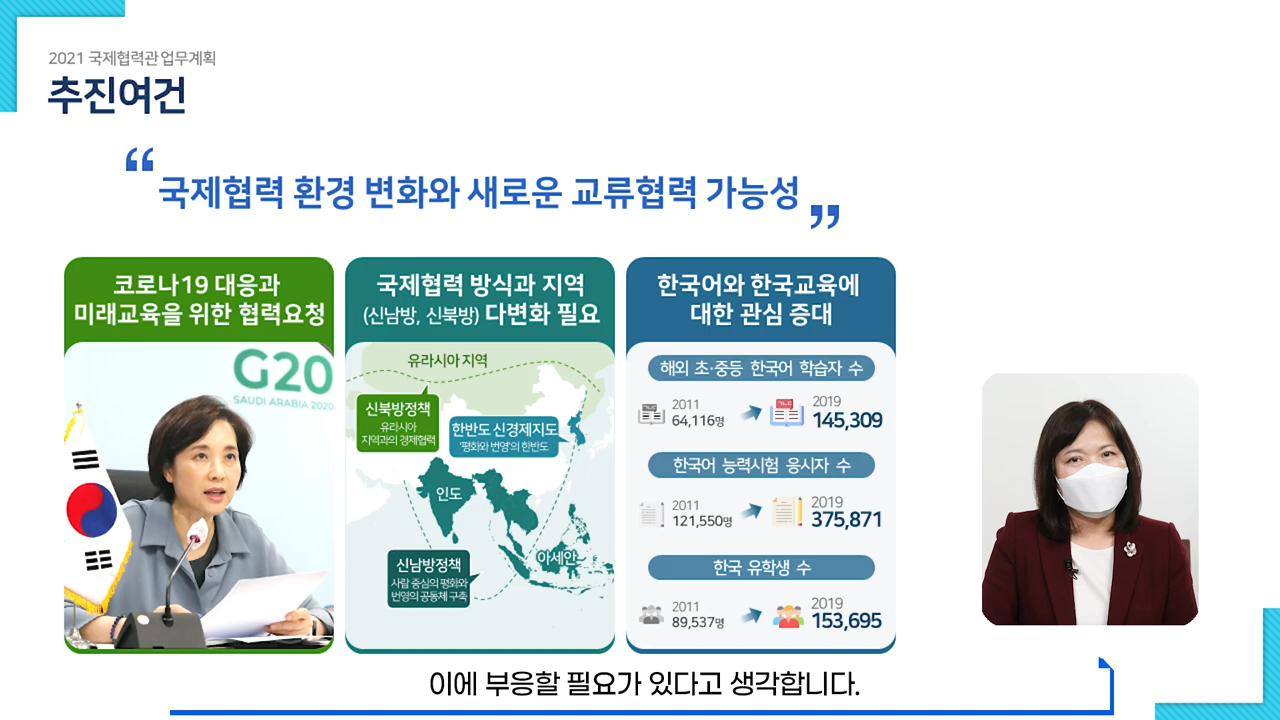 2021 국제협력관 업무계획
추진여건
“국제협력 환경 변화와 새로운 교류협력 가능성”
코로나19 대응과
미래교육을 위한 협력요청
G20
SAUDI ARABIA 2020
국제협력 방식과 지역
(신남방, 신북방) 다변화 필요
유라시아 지역
신북방정책
유라시아
지역과의 경제협력
한반도 신경제지도
'평화와 번영'의 한반도
인도
아세안
신남방정책
사람 중심의 평화와
번영의 공동체 구축
한국어와 한국교육에
대한 관심 증대
해외 초·중등 한국어 학습자 수
2011
64,116명
2019
145,309
한국어 능력시험 응시자 수
2011
121,550명
2019
375,871
한국 유학생 수
2011
89,537명
2019
153,695
이에 부응할 필요가 있다고 생각합니다.